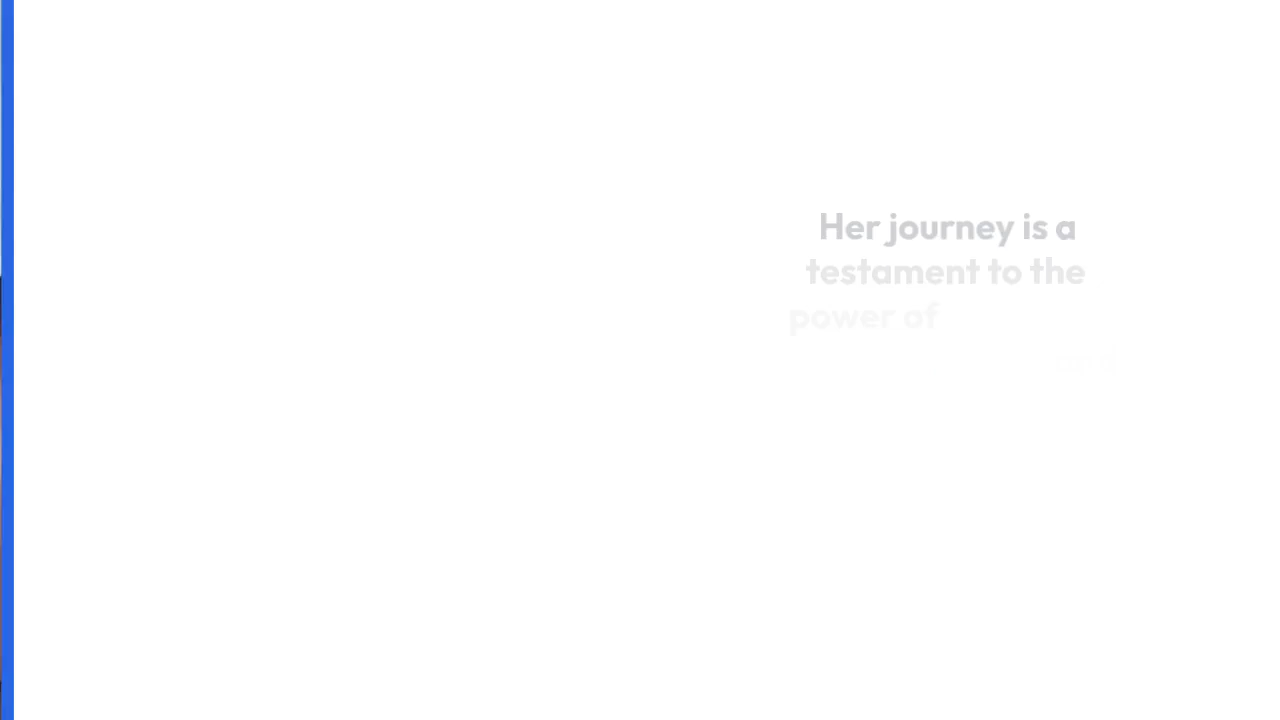 Her journey is a
testament to the
power of